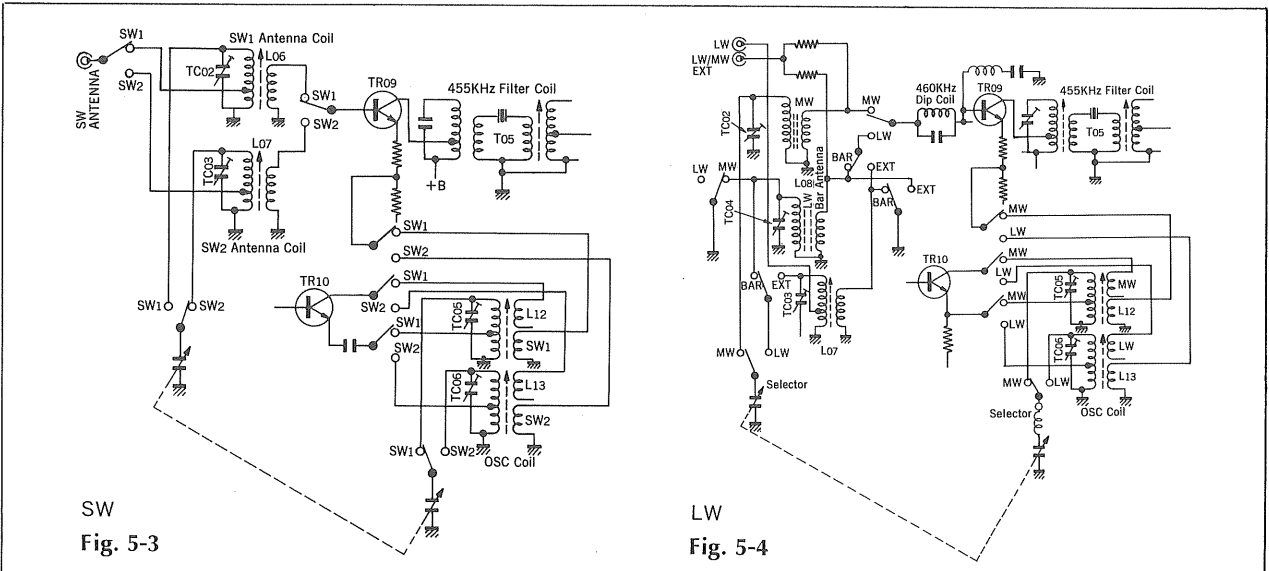 SW1
SW1 Antenna Coil
L06
TC02
SW2
SW ANTENNA
SW1
SW2
TR09
455KHz Filter Coil
T05
+B
L07
TC03
SW2 Antenna Coil
SW1
SW2
SW1
TR10
SW2
SW1
SW2
TC05
L12
SW1
TC06
L13
SW2
SW1
SW2
OSC Coil
SW
Fig. 5-3
LW
LW/MW
EXT
MW
TC02
MW
460KHz
Dip Coil
TR09
455KHz Filter Coil
T05
LW
BAR
EXT
LW
MW
L08
LW
Bar Antenna
BAR
EXT
TC04
MW
LW
TR10
MW
LW
MW
LW
BAR
EXT
TC03
L07
TC05
MW
L12
TC06
LW
L13
MW
LW
Selector
MW
LW
OSC Coil
Selector
LW
Fig. 5-4